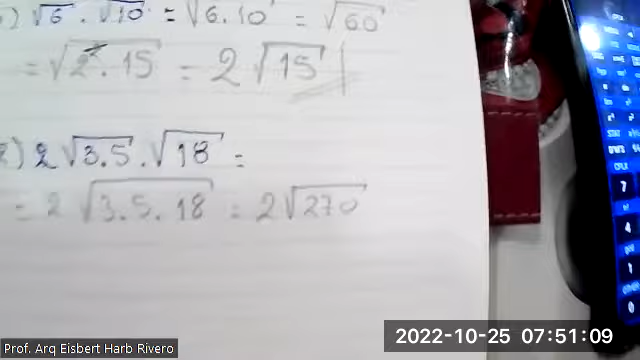 ) √6 . √10 = √6.10 = √60
= √2².15 = 2√15
2) 2√3.5 . √18 =
= 2√3.5.18 = 2√270
Prof. Arq Eisbert Harb Rivero
2022-10-25 07:51:09